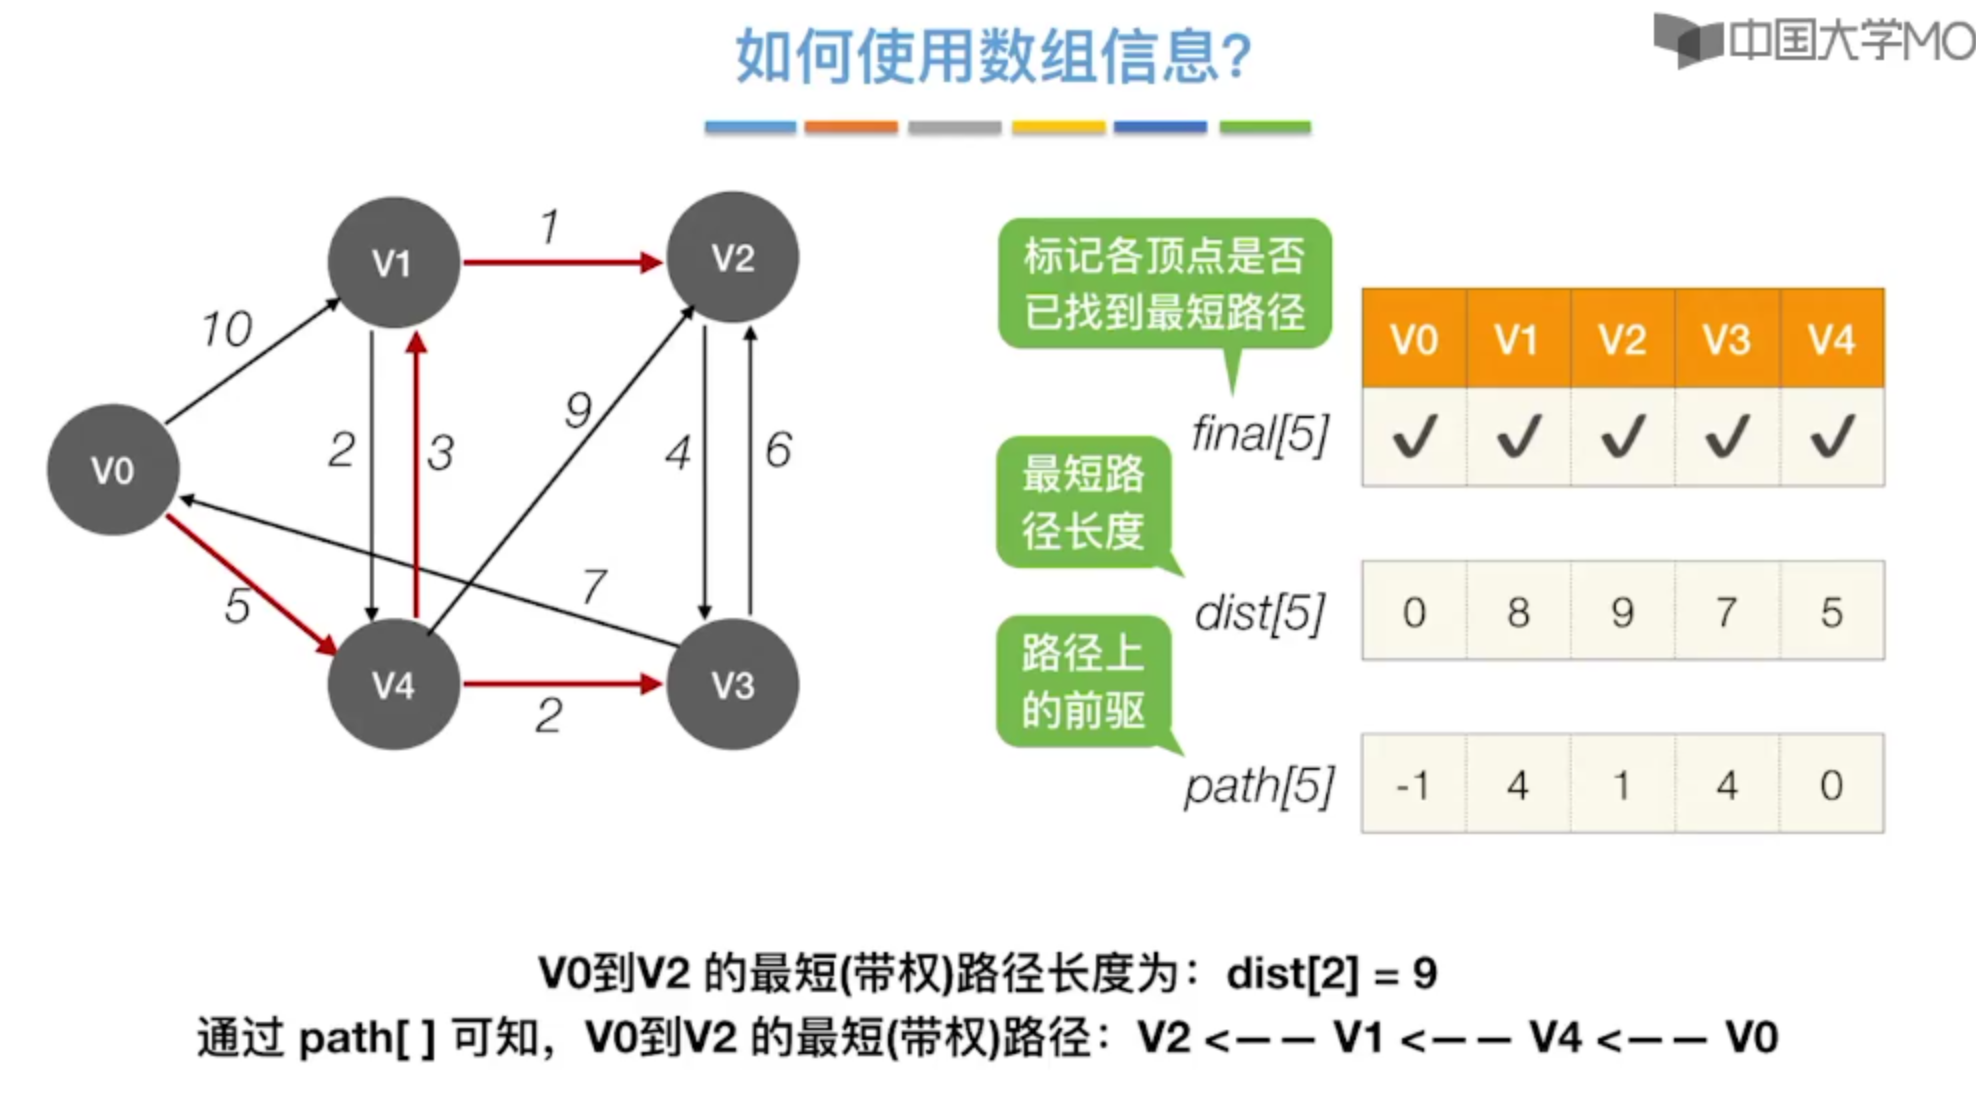 如何使用数组信息?
中国大学MO
V1
1
V2
10
2
3
9
4
6
V0
5
7
V4
2
V3
标记各顶点是否
已找到最短路径
V0 V1 V2 V3 V4
final[5] ✓ ✓ ✓ ✓ ✓
最短路
径长度
dist[5] 0 8 9 7 5
路径上
的前驱
path[5] -1 4 1 4 0
V0到V2 的最短(带权)路径长度为：dist[2] = 9
通过 path[ ] 可知，V0到V2 的最短(带权)路径：V2 <—— V1 <—— V4 <—— V0